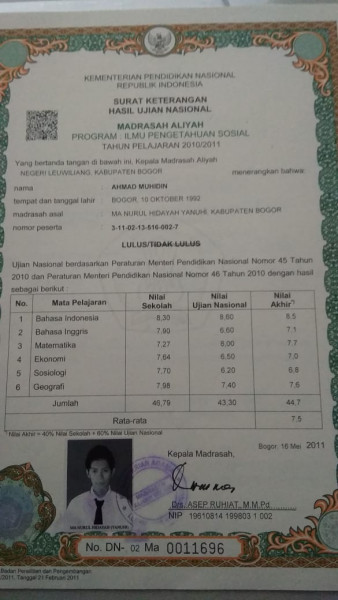 KEMENTERIAN PENDIDIKAN NASIONAL
REPUBLIK INDONESIA
SURAT KETERANGAN
HASIL UJIAN NASIONAL
MADRASAH ALIYAH
PROGRAM : ILMU PENGETAHUAN SOSIAL
TAHUN PELAJARAN 2010/2011
Yang bertanda tangan di bawah ini, Kepala Madrasah Aliyah
NEGERI LEUWILIANG, KABUPATEN BOGOR menerangkan bahwa:
nama AHMAD MUHIDIN
tempat dan tanggal lahir BOGOR, 10 OKTOBER 1992
madrasah asal MA NURUL HIDAYAH YANUHI, KABUPATEN BOGOR
nomor peserta 3-11-02-13-516-002-7
LULUS/TIDAK LULUS
Ujian Nasional berdasarkan Peraturan Menteri Pendidikan Nasional Nomor 45 Tahun
2010 dan Peraturan Menteri Pendidikan Nasional Nomor 46 Tahun 2010 dengan hasil
sebagai berikut :
No. Mata Pelajaran Nilai Sekolah Nilai Ujian Nasional Nilai Akhir*)
1 Bahasa Indonesia 8,30 8,60 8,5
2 Bahasa Inggris 7,90 6,60 7,1
3 Matematika 7,27 8,00 7,7
4 Ekonomi 7,64 6,50 7,0
5 Sosiologi 7,70 6,20 6,8
6 Geografi 7,98 7,40 7,6
Jumlah 46,79 43,30 44,7
Rata-rata 7,5
*) Nilai Akhir = 40% Nilai Sekolah + 60% Nilai Ujian Nasional
Bogor, 16 Mei 2011
Kepala Madrasah,
Drs. ASEP RUHIAT, M.M.Pd.
NIP 19610814 199803 1 002
MA NURUL HIDAYAH
No. DN- 02 Ma 0011696
Badan Penelitian dan Pengembangan
/2011, Tanggal 21 Februari 2011